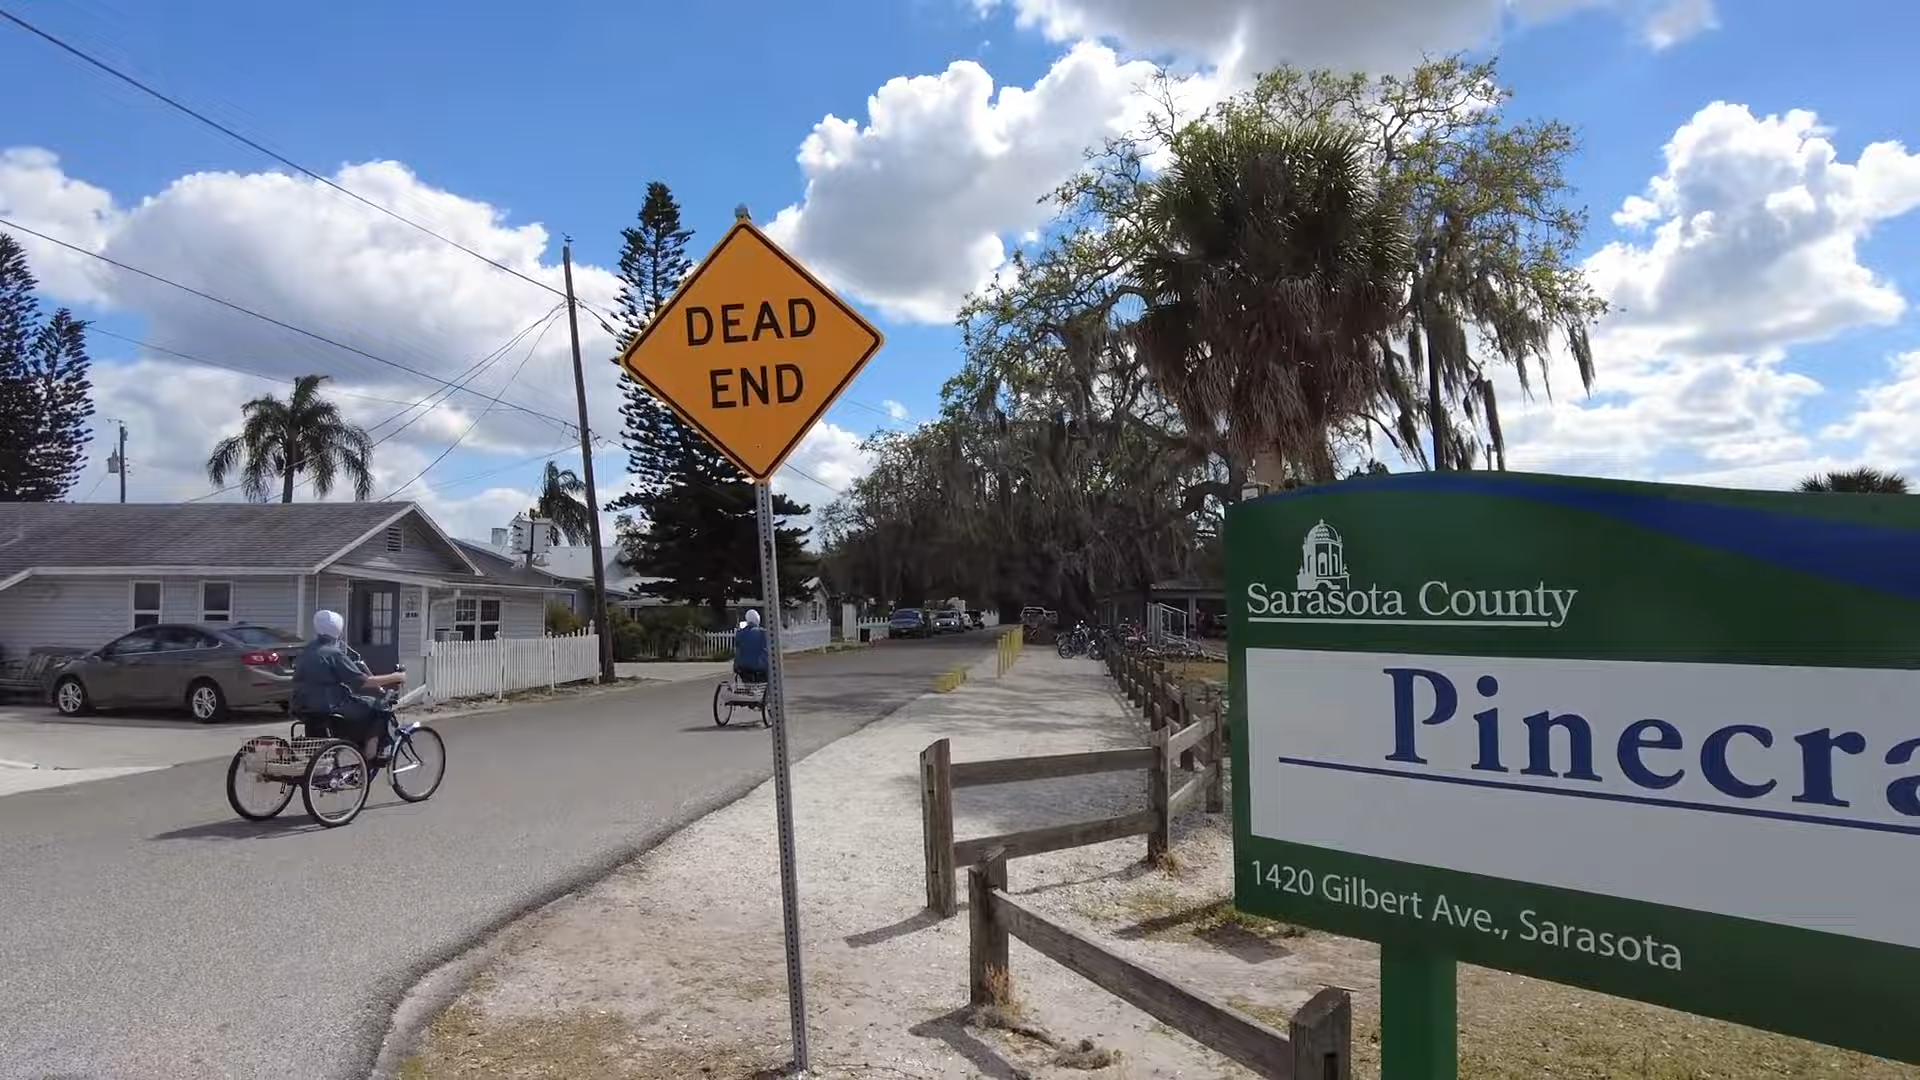 DEAD
END
Sarasota County
Pinecra
1420 Gilbert Ave., Sarasota